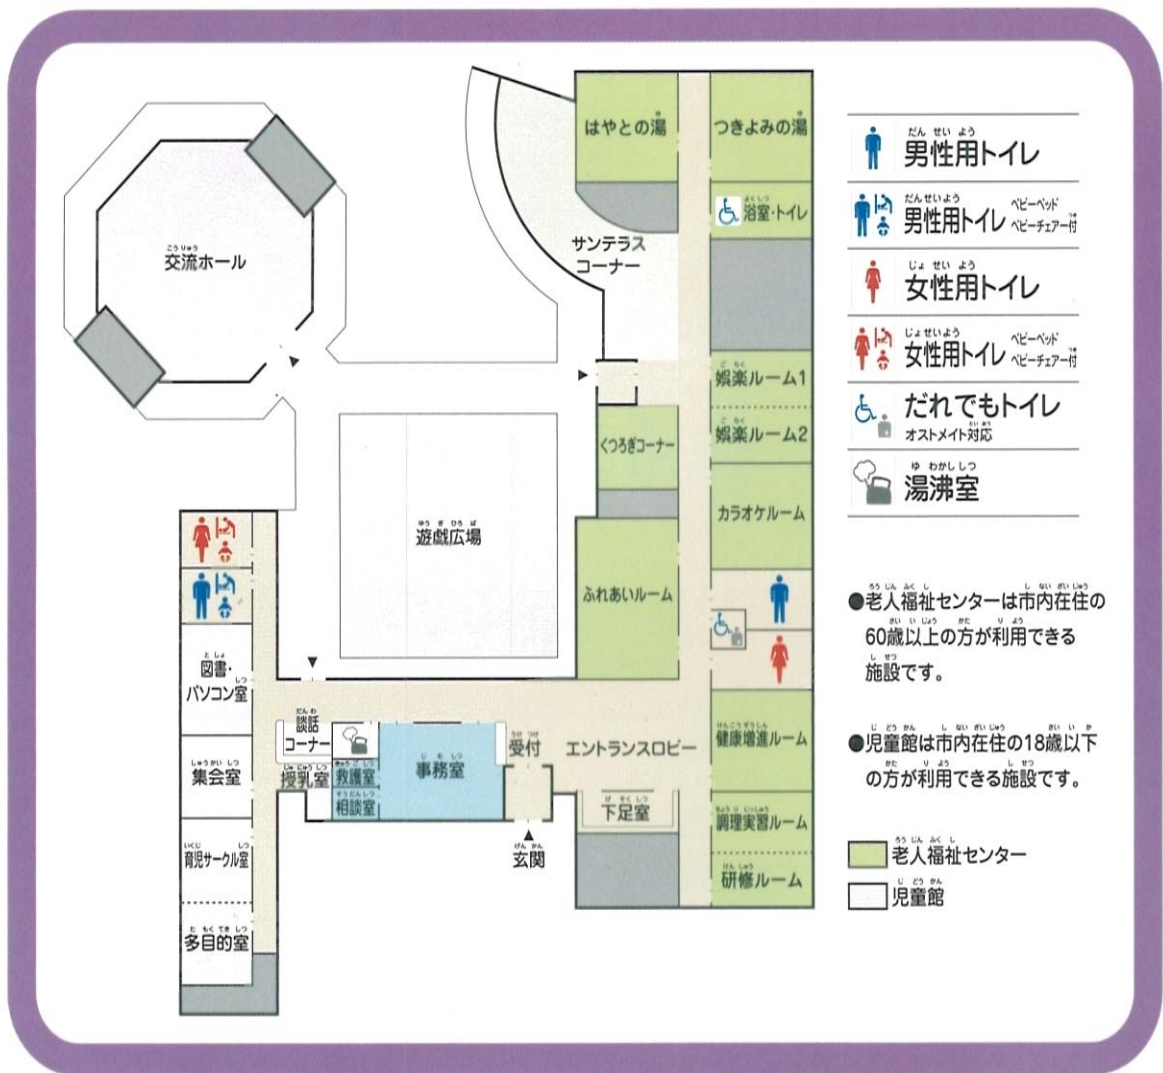 はやとの湯
つきよみの湯
浴室・トイレ
サンテラス
コーナー
交流ホール
娯楽ルーム1
くつろぎコーナー
娯楽ルーム2
カラオケルーム
遊戯広場
ふれあいルーム
図書・
パソコン室
談話
コーナー
授乳室
救護室
相談室
事務室
受付
エントランスロビー
健康増進ルーム
集会室
下足室
調理実習ルーム
玄関
育児サークル室
研修ルーム
多目的室
男性用トイレ
男性用トイレ ベビーベッド
ベビーチェアー付
女性用トイレ
女性用トイレ ベビーベッド
ベビーチェアー付
だれでもトイレ
オストメイト対応
湯沸室
●老人福祉センターは市内在住の
60歳以上の方が利用できる
施設です。
●児童館は市内在住の18歳以下
の方が利用できる施設です。
老人福祉センター
児童館